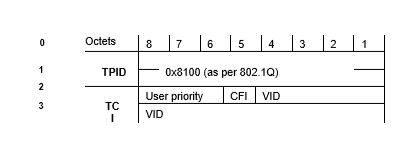 0 Octets 8 7 6 5 4 3 2 1
1 TPID 0x8100 (as per 802.1Q)
2 User priority CFI VID
3 TC VID
I